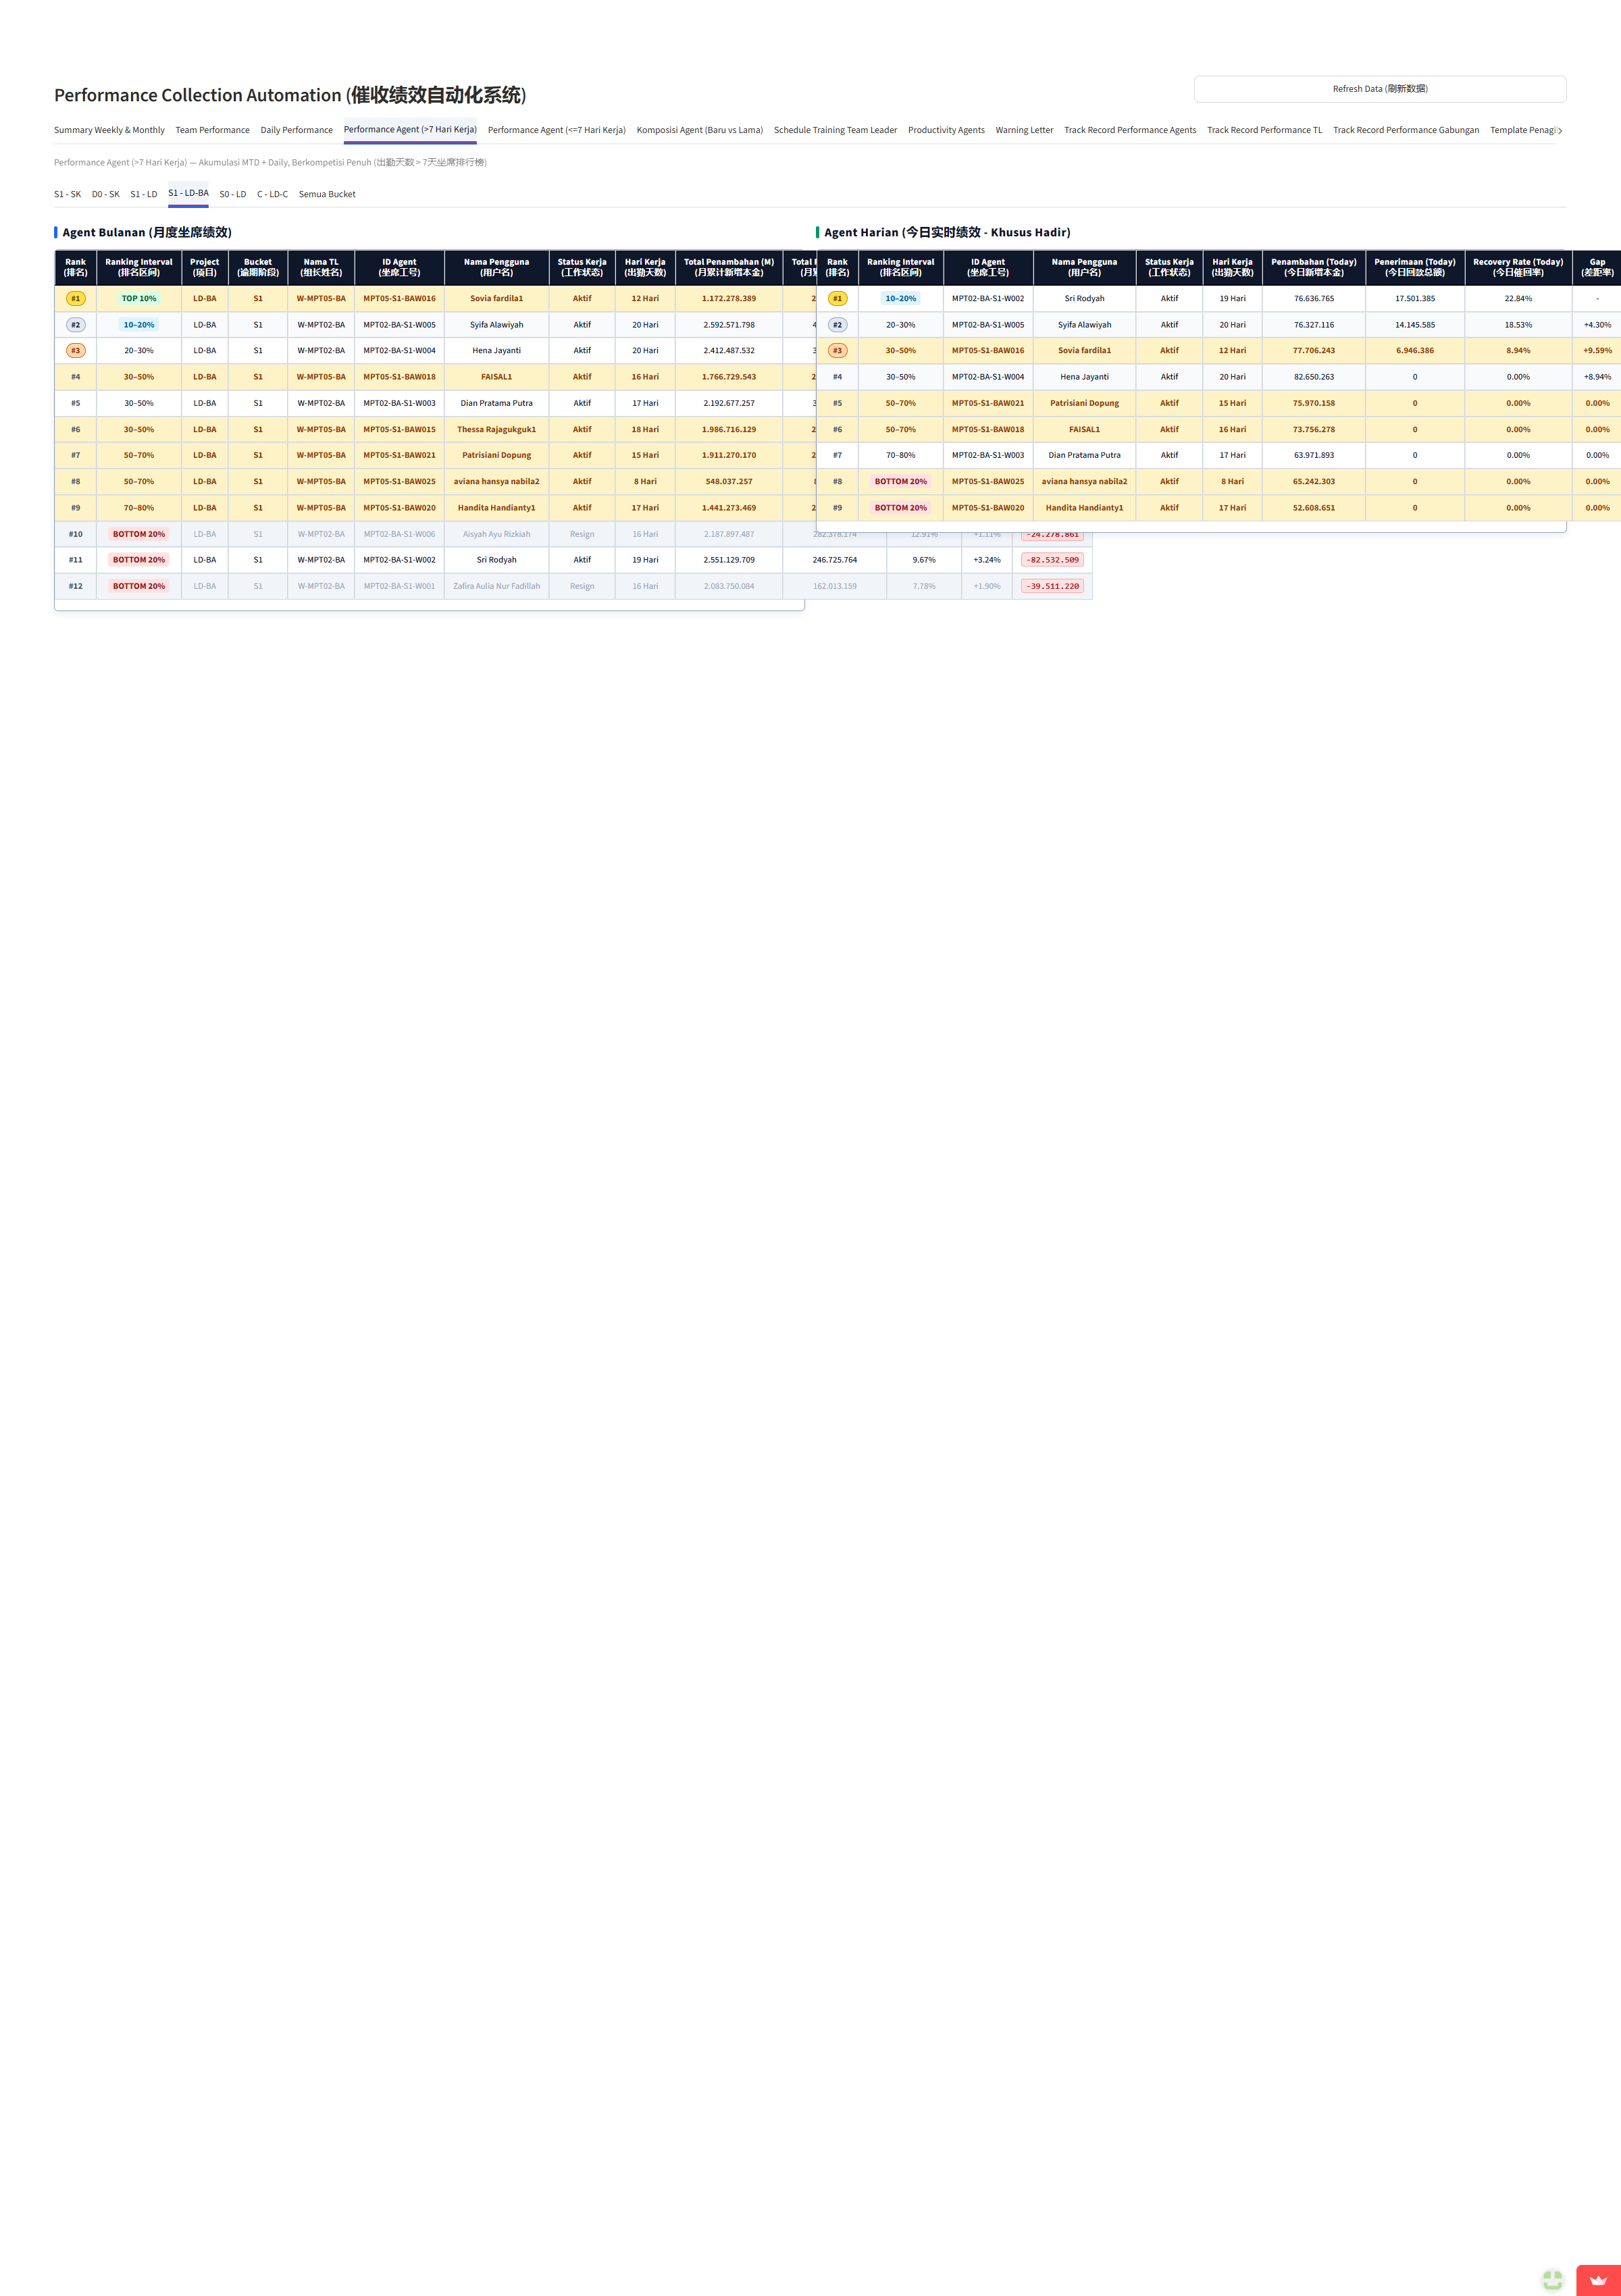 Performance Collection Automation (催收绩效自动化系统)
Refresh Data (刷新数据)
Summary Weekly & Monthly Team Performance Daily Performance Performance Agent (>7 Hari Kerja) Performance Agent (<=7 Hari Kerja) Komposisi Agent (Baru vs Lama) Schedule Training Team Leader Productivity Agents Warning Letter Track Record Performance Agents Track Record Performance TL Track Record Performance Gabungan Template Penagi
Performance Agent (>7 Hari Kerja) — Akumulasi MTD + Daily, Berkompetisi Penuh (出勤天数 > 7天坐席排行榜)
S1 - SK D0 - SK S1 - LD S1 - LD-BA S0 - LD C - LD-C Semua Bucket
Agent Bulanan (月度坐席绩效)
Rank Ranking Interval Project Bucket Nama TL ID Agent Nama Pengguna Status Kerja Hari Kerja Total Penambahan (M) Total
(排名) (排名区间) (项目) (逾期阶段) (组长姓名) (坐席工号) (用户名) (工作状态) (出勤天数) (月累计新增本金) (月
#1 TOP 10% LD-BA S1 W-MPT05-BA MPT05-S1-BAW016 Sovia fardila1 Aktif 12 Hari 1.172.278.389 2
#2 10–20% LD-BA S1 W-MPT02-BA MPT02-BA-S1-W005 Syifa Alawiyah Aktif 20 Hari 2.592.571.798 4
#3 20–30% LD-BA S1 W-MPT02-BA MPT02-BA-S1-W004 Hena Jayanti Aktif 20 Hari 2.412.487.532 3
#4 30–50% LD-BA S1 W-MPT05-BA MPT05-S1-BAW018 FAISAL1 Aktif 16 Hari 1.766.729.543 2
#5 30–50% LD-BA S1 W-MPT02-BA MPT02-BA-S1-W003 Dian Pratama Putra Aktif 17 Hari 2.192.677.257 3
#6 30–50% LD-BA S1 W-MPT05-BA MPT05-S1-BAW015 Thessa Rajagukguk1 Aktif 18 Hari 1.986.716.129 2
#7 50–70% LD-BA S1 W-MPT05-BA MPT05-S1-BAW021 Patrisiani Dopung Aktif 15 Hari 1.911.270.170 2
#8 50–70% LD-BA S1 W-MPT05-BA MPT05-S1-BAW025 aviana hansya nabila2 Aktif 8 Hari 548.037.257
#9 70–80% LD-BA S1 W-MPT05-BA MPT05-S1-BAW020 Handita Handianty1 Aktif 17 Hari 1.441.273.469 2
#10 BOTTOM 20% LD-BA S1 W-MPT02-BA MPT02-BA-S1-W006 Aisyah Ayu Rizkiah Resign 16 Hari 2.187.897.487 282.378.174 12.91% +1.11% -24.278.861
#11 BOTTOM 20% LD-BA S1 W-MPT02-BA MPT02-BA-S1-W002 Sri Rodyah Aktif 19 Hari 2.551.129.709 246.725.764 9.67% +3.24% -82.532.509
#12 BOTTOM 20% LD-BA S1 W-MPT02-BA MPT02-BA-S1-W001 Zafira Aulia Nur Fadillah Resign 16 Hari 2.083.750.084 162.013.159 7.78% +1.90% -39.511.220
Agent Harian (今日实时绩效 - Khusus Hadir)
Rank Ranking Interval ID Agent Nama Pengguna Status Kerja Hari Kerja Penambahan (Today) Penerimaan (Today) Recovery Rate (Today) Gap
(排名) (排名区间) (坐席工号) (用户名) (工作状态) (出勤天数) (今日新增本金) (今日回款总额) (今日催回率) (差距率)
#1 10–20% MPT02-BA-S1-W002 Sri Rodyah Aktif 19 Hari 76.636.765 17.501.385 22.84% -
#2 20–30% MPT02-BA-S1-W005 Syifa Alawiyah Aktif 20 Hari 76.327.116 14.145.585 18.53% +4.30%
#3 30–50% MPT05-S1-BAW016 Sovia fardila1 Aktif 12 Hari 77.706.243 6.946.386 8.94% +9.59%
#4 30–50% MPT02-BA-S1-W004 Hena Jayanti Aktif 20 Hari 82.650.263 0 0.00% +8.94%
#5 50–70% MPT05-S1-BAW021 Patrisiani Dopung Aktif 15 Hari 75.970.158 0 0.00% 0.00%
#6 50–70% MPT05-S1-BAW018 FAISAL1 Aktif 16 Hari 73.756.278 0 0.00% 0.00%
#7 70–80% MPT02-BA-S1-W003 Dian Pratama Putra Aktif 17 Hari 63.971.893 0 0.00% 0.00%
#8 BOTTOM 20% MPT05-S1-BAW025 aviana hansya nabila2 Aktif 8 Hari 65.242.303 0 0.00% 0.00%
#9 BOTTOM 20% MPT05-S1-BAW020 Handita Handianty1 Aktif 17 Hari 52.608.651 0 0.00% 0.00%